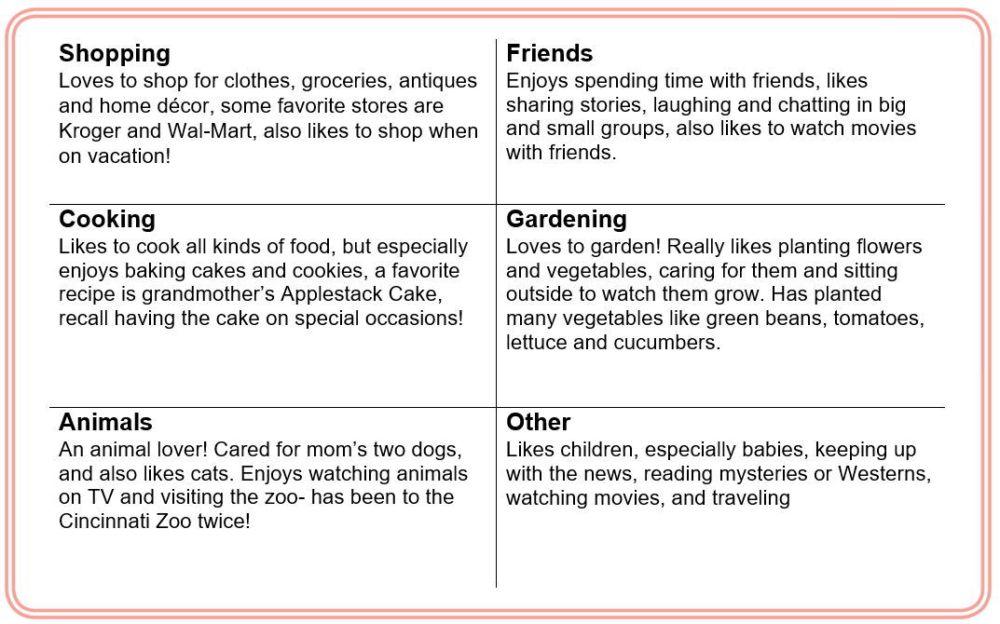 Shopping
Loves to shop for clothes, groceries, antiques
and home décor, some favorite stores are
Kroger and Wal-Mart, also likes to shop when
on vacation!
Friends
Enjoys spending time with friends, likes
sharing stories, laughing and chatting in big
and small groups, also likes to watch movies
with friends.
Cooking
Likes to cook all kinds of food, but especially
enjoys baking cakes and cookies, a favorite
recipe is grandmother’s Applestack Cake,
recall having the cake on special occasions!
Gardening
Loves to garden! Really likes planting flowers
and vegetables, caring for them and sitting
outside to watch them grow. Has planted
many vegetables like green beans, tomatoes,
lettuce and cucumbers.
Animals
An animal lover! Cared for mom’s two dogs,
and also likes cats. Enjoys watching animals
on TV and visiting the zoo- has been to the
Cincinnati Zoo twice!
Other
Likes children, especially babies, keeping up
with the news, reading mysteries or Westerns,
watching movies, and traveling